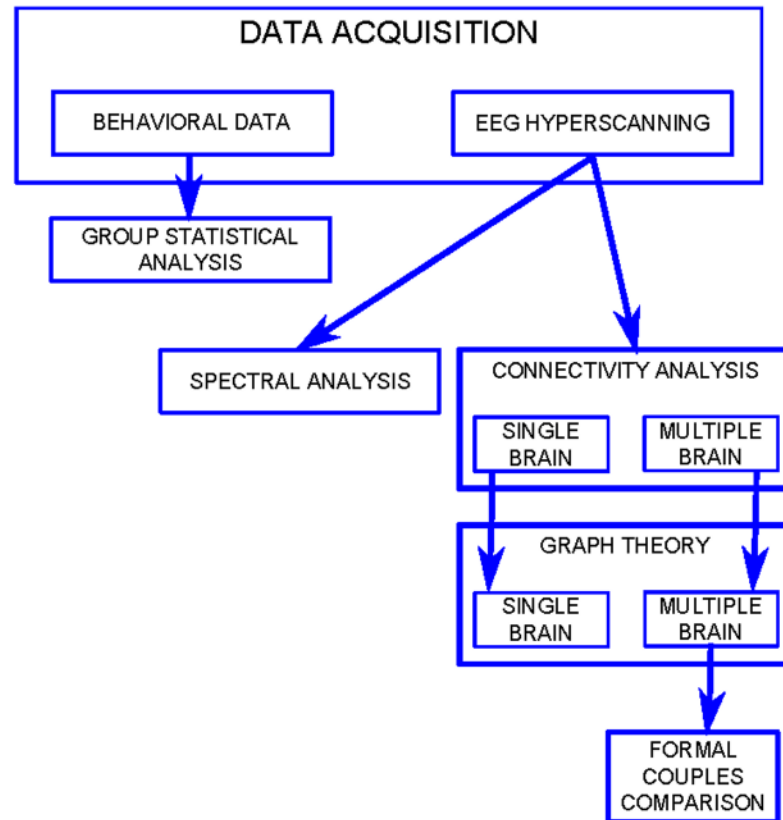 DATA ACQUISITION
BEHAVIORAL DATA
EEG HYPERSCANNING
GROUP STATISTICAL
ANALYSIS
SPECTRAL ANALYSIS
CONNECTIVITY ANALYSIS
SINGLE
BRAIN
MULTIPLE
BRAIN
GRAPH THEORY
SINGLE
BRAIN
MULTIPLE
BRAIN
FORMAL
COUPLES
COMPARISON